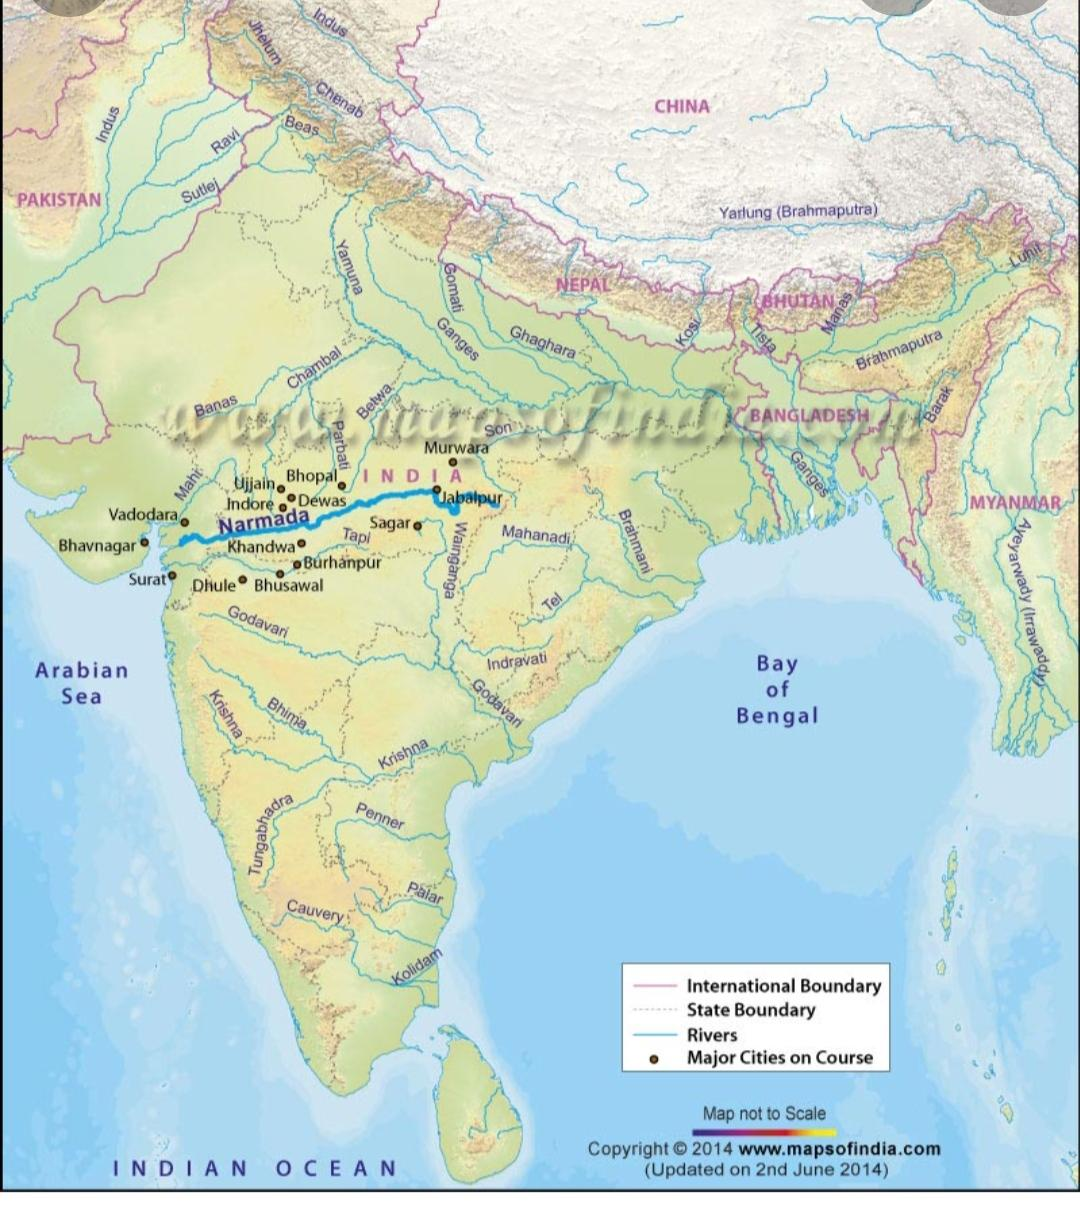 Indus
Jhelum
Chenab
Indus
Beas
Ravi
Sutlej
CHINA
PAKISTAN
Yarlung (Brahmaputra)
Luhit
Yamuna
Gomati
NEPAL
BHUTAN
Manas
Kosi
Tista
Ganges
Ghaghara
Brahmaputra
Chambal
Betwa
Banas
www.mapsofindia.com
BANGLADESH
Barak
Parbati
Son
Murwara
Mahi
Ujjain
Bhopal
INDIA
Ganges
Indore
Dewas
Jabalpur
MYANMAR
Vadodara
Narmada
Sagar
Bhavnagar
Khandwa
Tapi
Wainganga
Mahanadi
Brahmani
Ayeyarwady (Irrawaddy)
Burhanpur
Surat
Dhule
Bhusawal
Tel
Godavari
Indravati
Arabian
Sea
Bay
of
Bengal
Godavari
Krishna
Bhima
Krishna
Tungabhadra
Penner
Palar
Cauvery
Kolidam
International Boundary
State Boundary
Rivers
Major Cities on Course
Map not to Scale
Copyright © 2014 www.mapsofindia.com
(Updated on 2nd June 2014)
INDIAN OCEAN